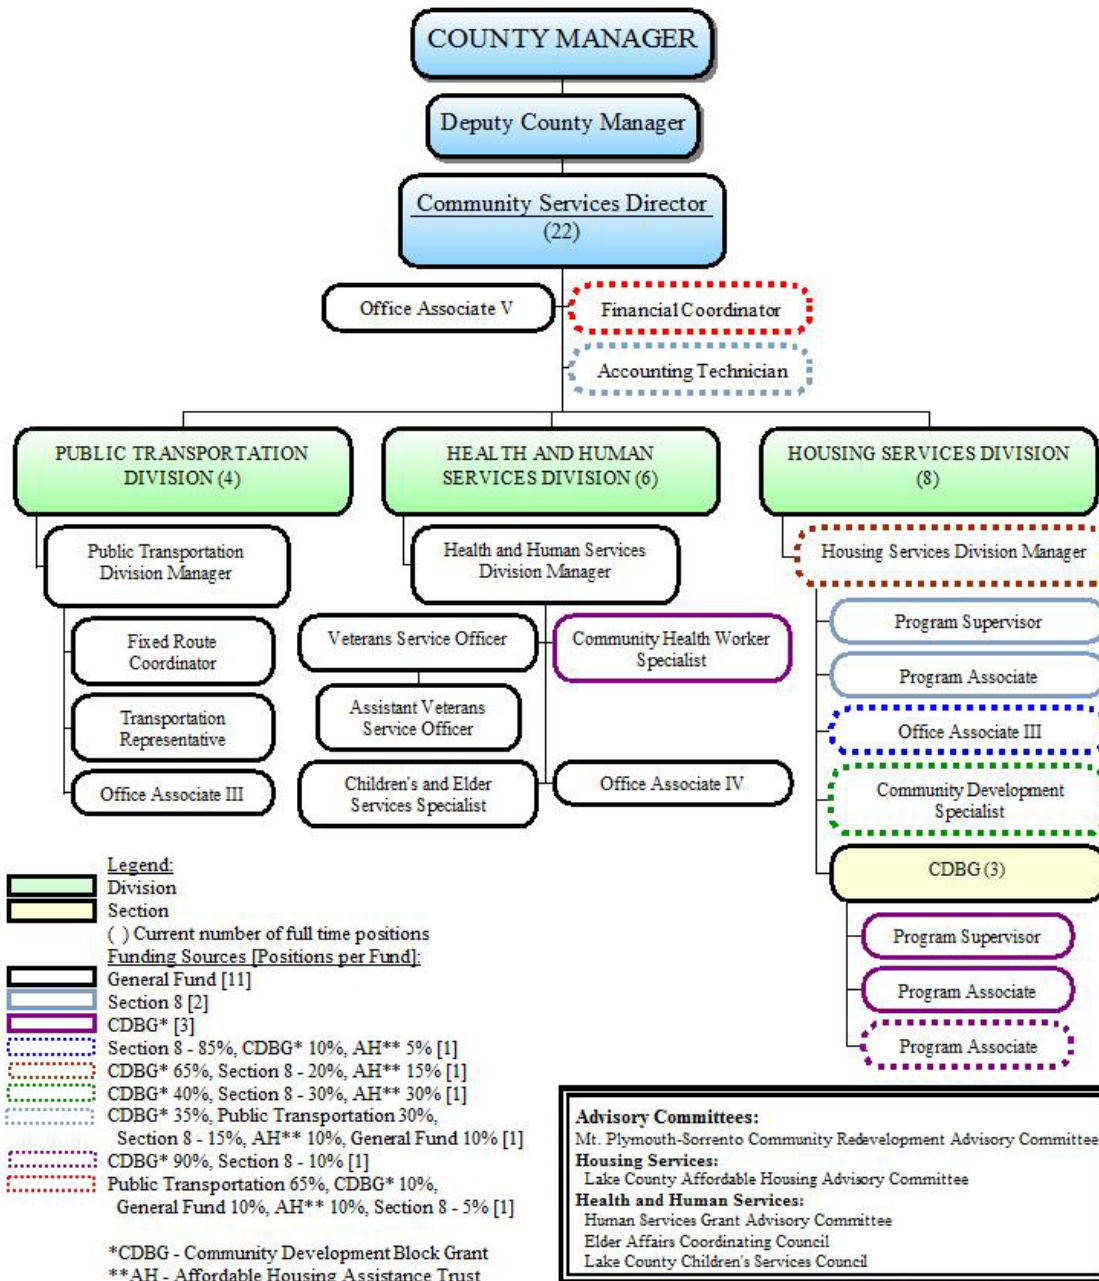 COUNTY MANAGER
Deputy County Manager
Community Services Director
(22)
Office Associate V
Financial Coordinator
Accounting Technician
PUBLIC TRANSPORTATION
DIVISION (4)
Public Transportation
Division Manager
Fixed Route
Coordinator
Transportation
Representative
Office Associate III
HEALTH AND HUMAN
SERVICES DIVISION (6)
Health and Human Services
Division Manager
Veterans Service Officer
Community Health Worker
Specialist
Assistant Veterans
Service Officer
Children's and Elder
Services Specialist
Office Associate IV
HOUSING SERVICES DIVISION
(8)
Housing Services Division Manager
Program Supervisor
Program Associate
Office Associate III
Community Development
Specialist
CDBG (3)
Program Supervisor
Program Associate
Program Associate
Legend:
Division
Section
( ) Current number of full time positions
Funding Sources [Positions per Fund]:
General Fund [11]
Section 8 [2]
CDBG* [3]
Section 8 - 85%, CDBG* 10%, AH** 5% [1]
CDBG* 65%, Section 8 - 20%, AH** 15% [1]
CDBG* 40%, Section 8 - 30%, AH** 30% [1]
CDBG* 35%, Public Transportation 30%,
Section 8 - 15%, AH** 10%, General Fund 10% [1]
CDBG* 90%, Section 8 - 10% [1]
Public Transportation 65%, CDBG* 10%,
General Fund 10%, AH** 10%, Section 8 - 5% [1]
*CDBG - Community Development Block Grant
**AH - Affordable Housing Assistance Trust
Advisory Committees:
Mt. Plymouth-Sorrento Community Redevelopment Advisory Committee
Housing Services:
Lake County Affordable Housing Advisory Committee
Health and Human Services:
Human Services Grant Advisory Committee
Elder Affairs Coordinating Council
Lake County Children's Services Council